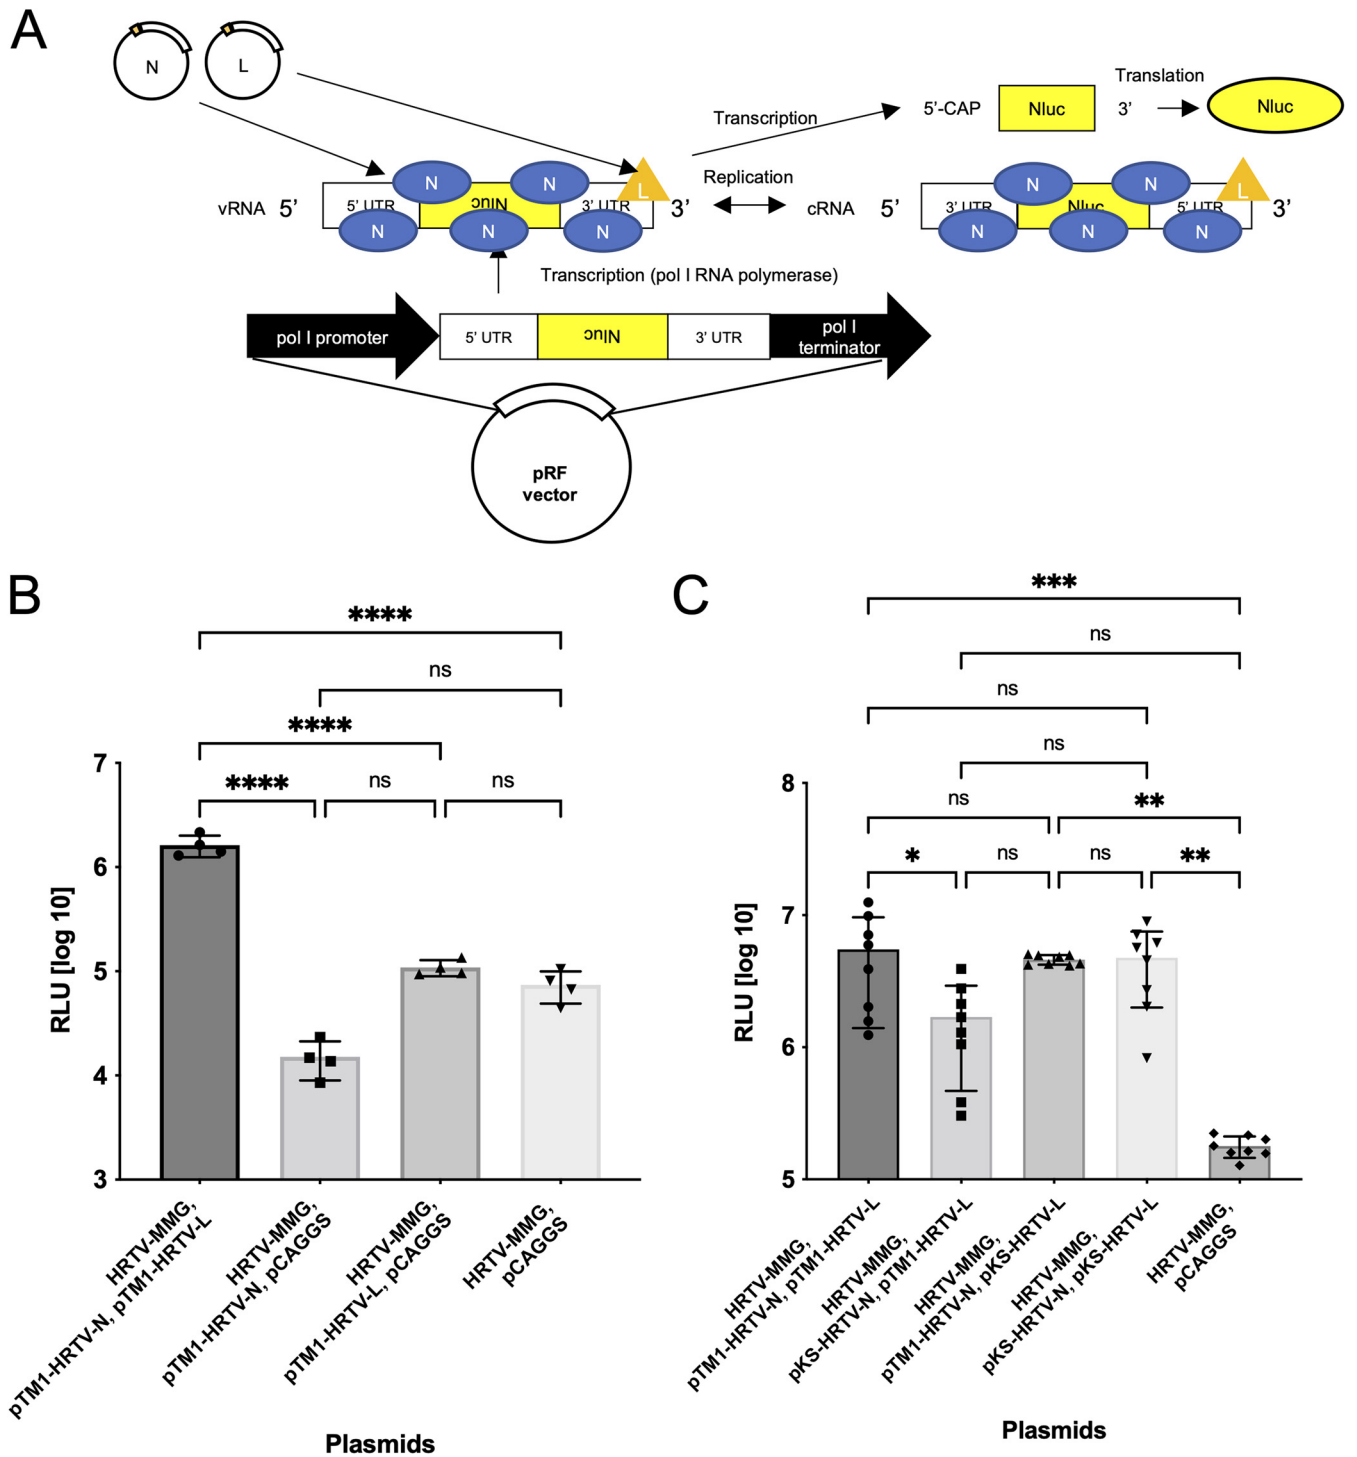 A
N
L
Transcription
5'-CAP
Nluc
3'
Translation
Nluc
vRNA
5'
5' UTR
Nluc
3' UTR
N
N
N
N
N
L
3'
Replication
cRNA
5'
3' UTR
Nluc
5' UTR
N
N
N
N
N
L
3'
Transcription (pol I RNA polymerase)
pol I promoter
5' UTR
Nluc
3' UTR
pol I
terminator
pRF
vector
B
****
ns
****
****
ns
ns
7
6
5
4
3
RLU [log 10]
HRTV-MMG,
pTM1-HRTV-N, pTM1-HRTV-L
HRTV-MMG,
pTM1-HRTV-N, pCAGGS
HRTV-MMG,
pTM1-HRTV-L, pCAGGS
HRTV-MMG,
pCAGGS
Plasmids
C
***
ns
ns
ns
ns
**
*
ns
ns
**
8
7
6
5
RLU [log 10]
HRTV-MMG,
pTM1-HRTV-N, pTM1-HRTV-L
HRTV-MMG,
pKS-HRTV-N, pTM1-HRTV-L
HRTV-MMG,
pTM1-HRTV-N, pKS-HRTV-L
HRTV-MMG,
pKS-HRTV-N, pKS-HRTV-L
HRTV-MMG,
pCAGGS
Plasmids